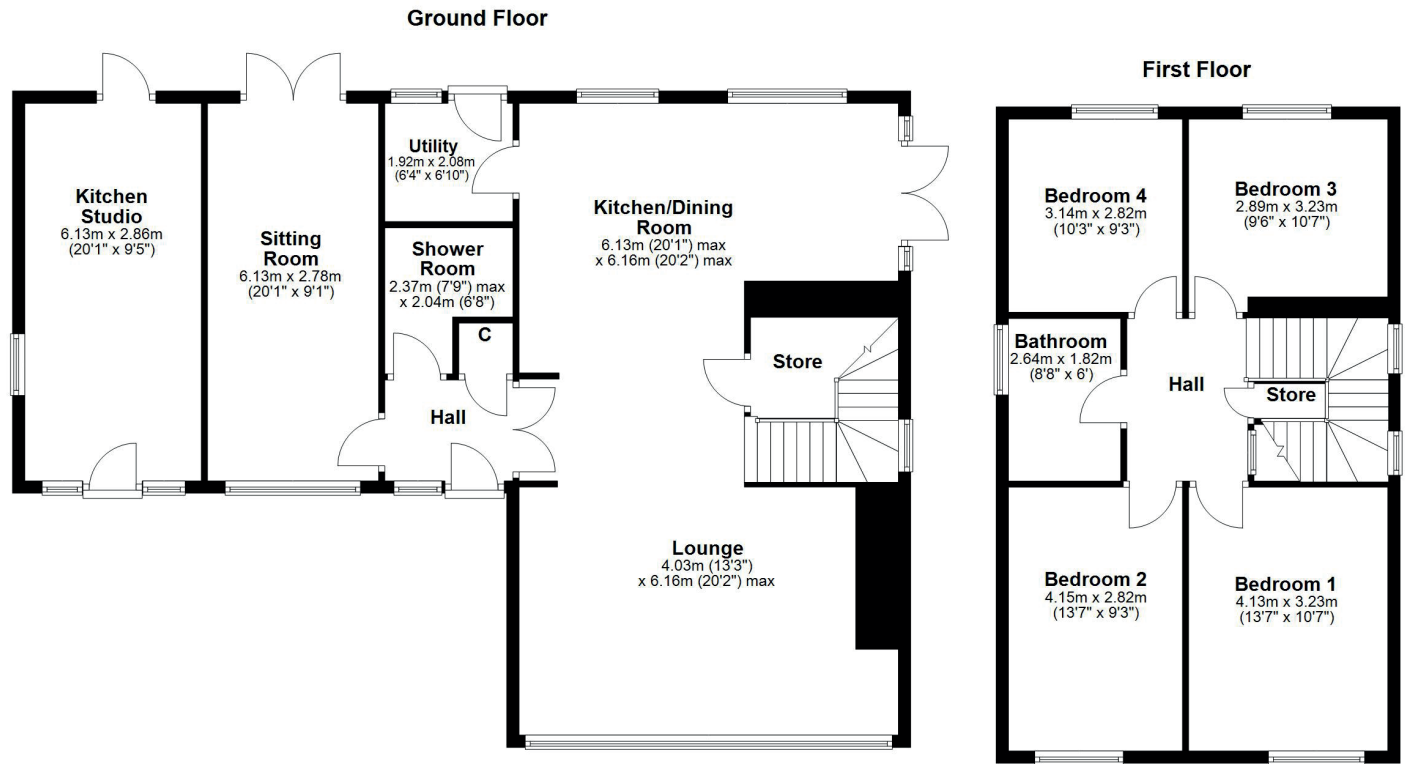 Ground Floor
Kitchen
Studio
6.13m x 2.86m
(20'1" x 9'5")
Sitting
Room
6.13m x 2.78m
(20'1" x 9'1")
Utility
1.92m x 2.08m
(6'4" x 6'10")
Shower
Room
2.37m (7'9") max
x 2.04m (6'8")
C
Hall
Kitchen/Dining
Room
6.13m (20'1") max
x 6.16m (20'2") max
Store
Lounge
4.03m (13'3")
x 6.16m (20'2") max
First Floor
Bedroom 4
3.14m x 2.82m
(10'3" x 9'3")
Bedroom 3
2.89m x 3.23m
(9'6" x 10'7")
Bathroom
2.64m x 1.82m
(8'8" x 6')
Hall
Store
Bedroom 2
4.15m x 2.82m
(13'7" x 9'3")
Bedroom 1
4.13m x 3.23m
(13'7" x 10'7")